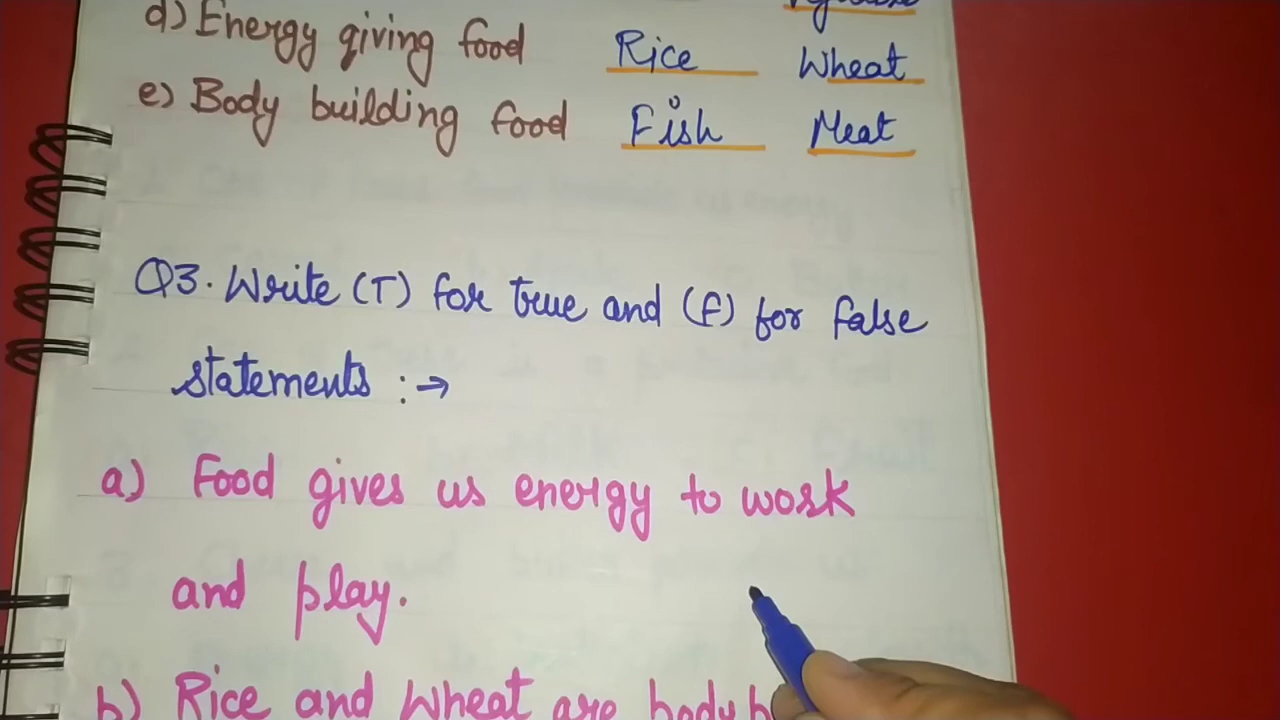 d) Energy giving food Rice Wheat
e) Body building food Fish Meat
Q3. Write (T) for true and (F) for false
statements :→
a) Food gives us energy to work
and play.
b) Rice and Wheat are body